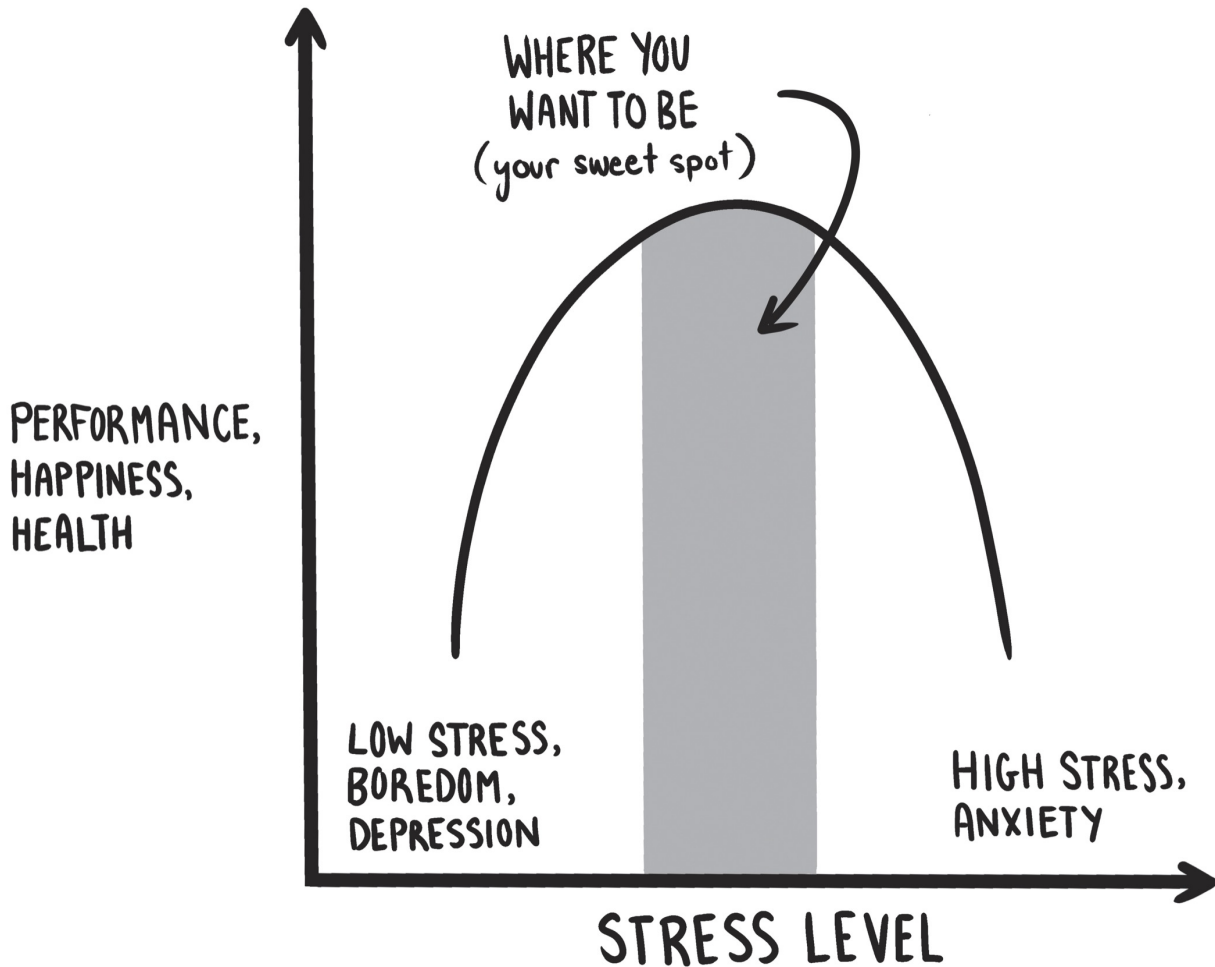 WHERE YOU
WANT TO BE
(your sweet spot)
PERFORMANCE,
HAPPINESS,
HEALTH
LOW STRESS,
BOREDOM,
DEPRESSION
HIGH STRESS,
ANXIETY
STRESS LEVEL